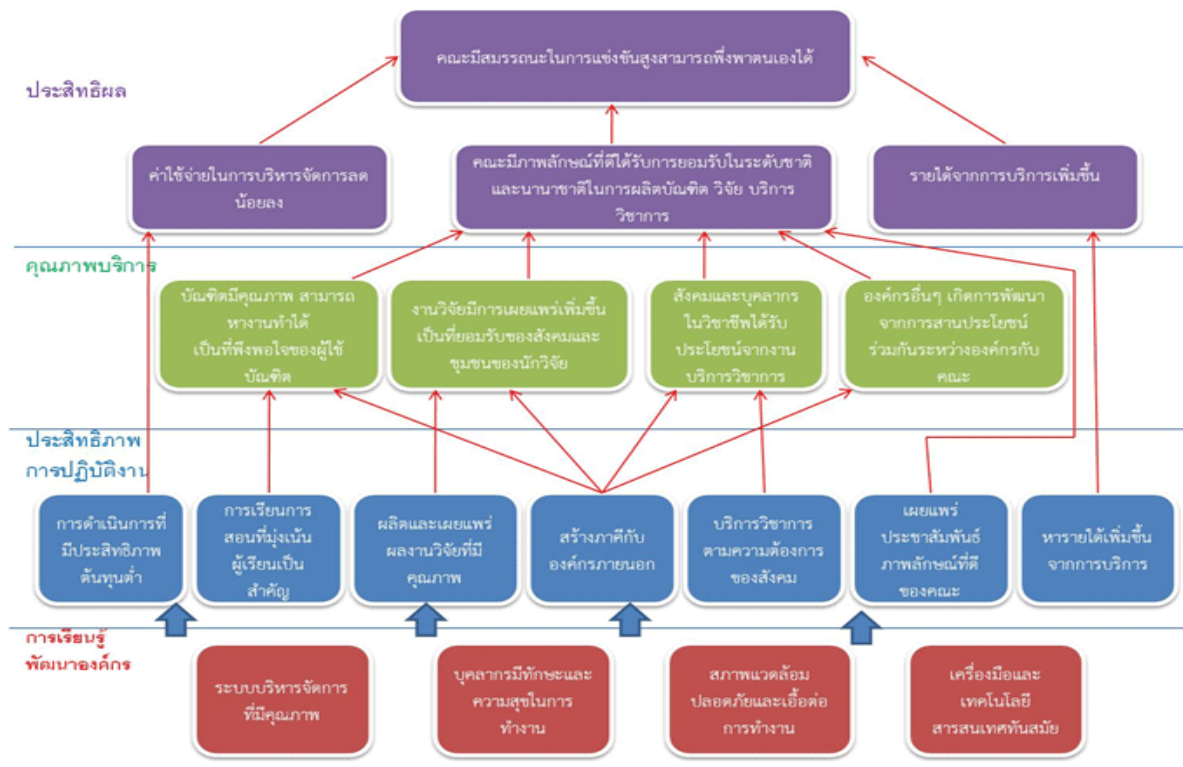 คณะมีสมรรถนะในการแข่งขันสูงสามารถพึ่งพาตนเองได้
ประสิทธิผล
ค่าใช้จ่ายในการบริหารจัดการลด
น้อยลง
คณะมีภาพลักษณ์ที่ดีได้รับการยอมรับในระดับชาติ
และนานาชาติในการผลิตบัณฑิต วิจัย บริการ
วิชาการ
รายได้จากการบริการเพิ่มขึ้น
คุณภาพบริการ
บัณฑิตมีคุณภาพ สามารถ
หางานทำได้
เป็นที่พึงพอใจของผู้ใช้
บัณฑิต
งานวิจัยมีการเผยแพร่เพิ่มขึ้น
เป็นที่ยอมรับของสังคมและ
ชุมชนของนักวิจัย
สังคมและบุคลากร
ในวิชาชีพได้รับ
ประโยชน์จากงาน
บริการวิชาการ
องค์กรอื่นๆ เกิดการพัฒนา
จากการสานประโยชน์
ร่วมกันระหว่างองค์กรกับ
คณะ
ประสิทธิภาพ
การปฏิบัติงาน
การดำเนินการที่
มีประสิทธิภาพ
ต้นทุนต่ำ
การเรียนการ
สอนที่มุ่งเน้น
ผู้เรียนเป็น
สำคัญ
ผลิตและเผยแพร่
ผลงานวิจัยที่มี
คุณภาพ
สร้างภาคีกับ
องค์กรภายนอก
บริการวิชาการ
ตามความต้องการ
ของสังคม
เผยแพร่
ประชาสัมพันธ์
ภาพลักษณ์ที่ดี
ของคณะ
หารายได้เพิ่มขึ้น
จากการบริการ
การเรียนรู้
พัฒนาองค์กร
ระบบบริหารจัดการ
ที่มีคุณภาพ
บุคลากรมีทักษะและ
ความสุขในการ
ทำงาน
สภาพแวดล้อม
ปลอดภัยและเอื้อต่อ
การทำงาน
เครื่องมือและ
เทคโนโลยี
สารสนเทศทันสมัย